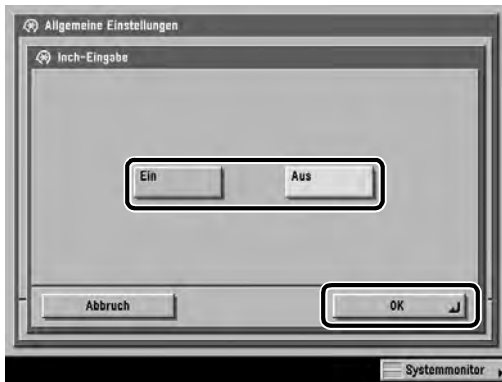 Allgemeine Einstellungen
Inch-Eingabe
Ein Aus
Abbruch OK
Systemmonitor